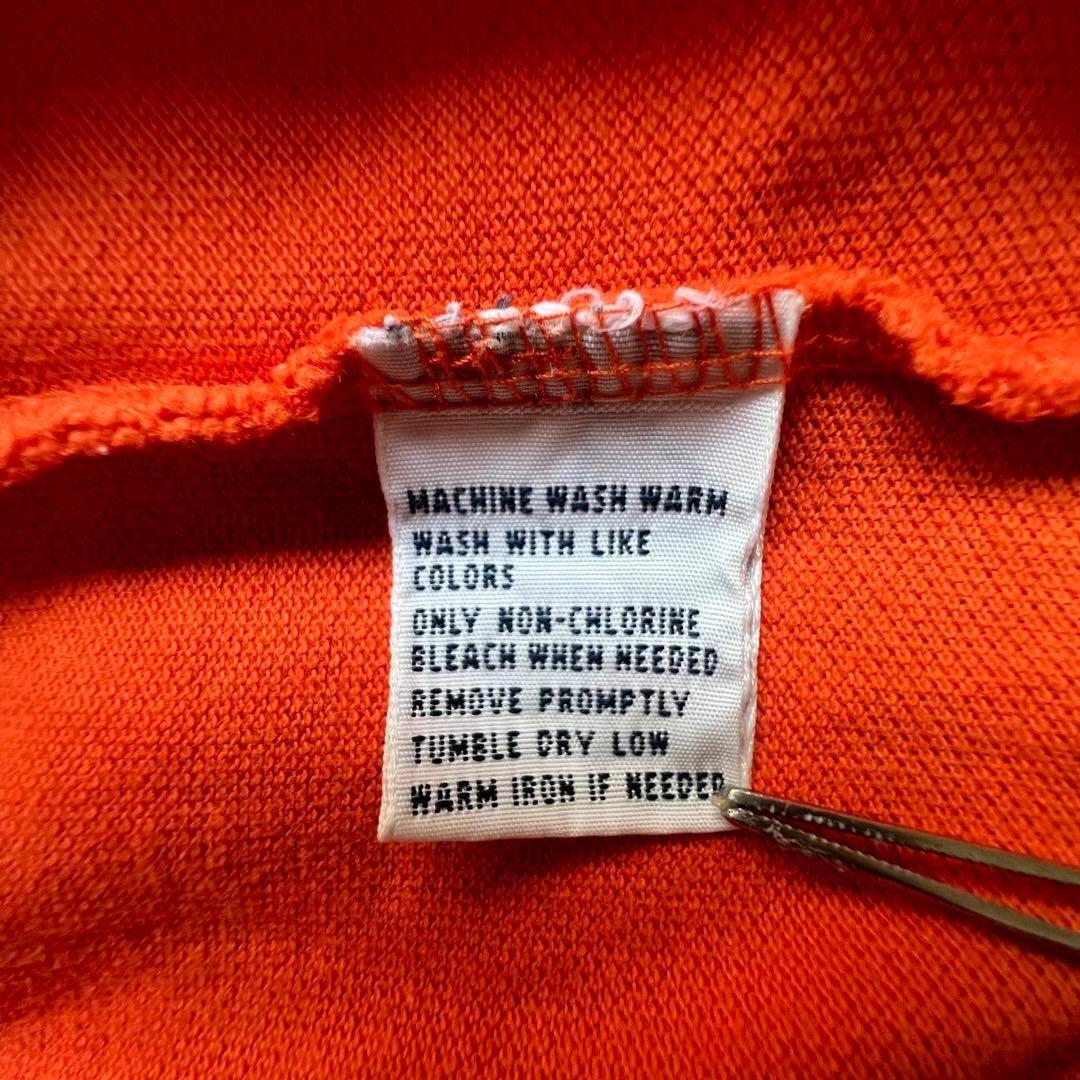 MACHINE WASH WARM
WASH WITH LIKE
COLORS
ONLY NON-CHLORINE
BLEACH WHEN NEEDED
REMOVE PROMPTLY
TUMBLE DRY LOW
WARM IRON IF NEEDED